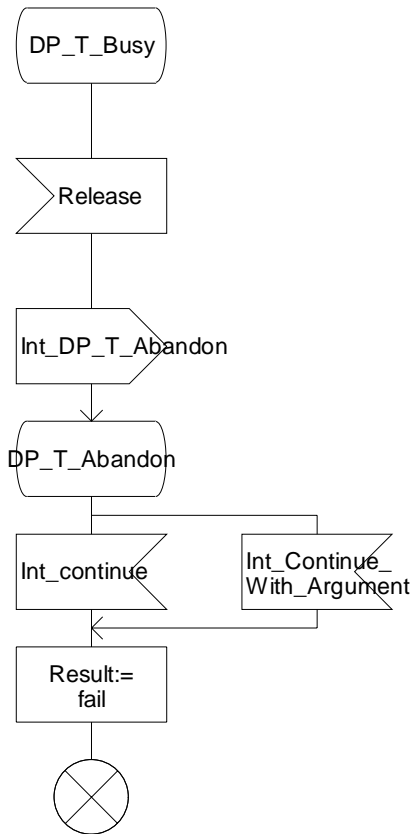 DP_T_Busy
Release
Int_DP_T_Abandon
DP_T_Abandon
Int_continue
Int_Continue_
With_Argument
Result:=
fail